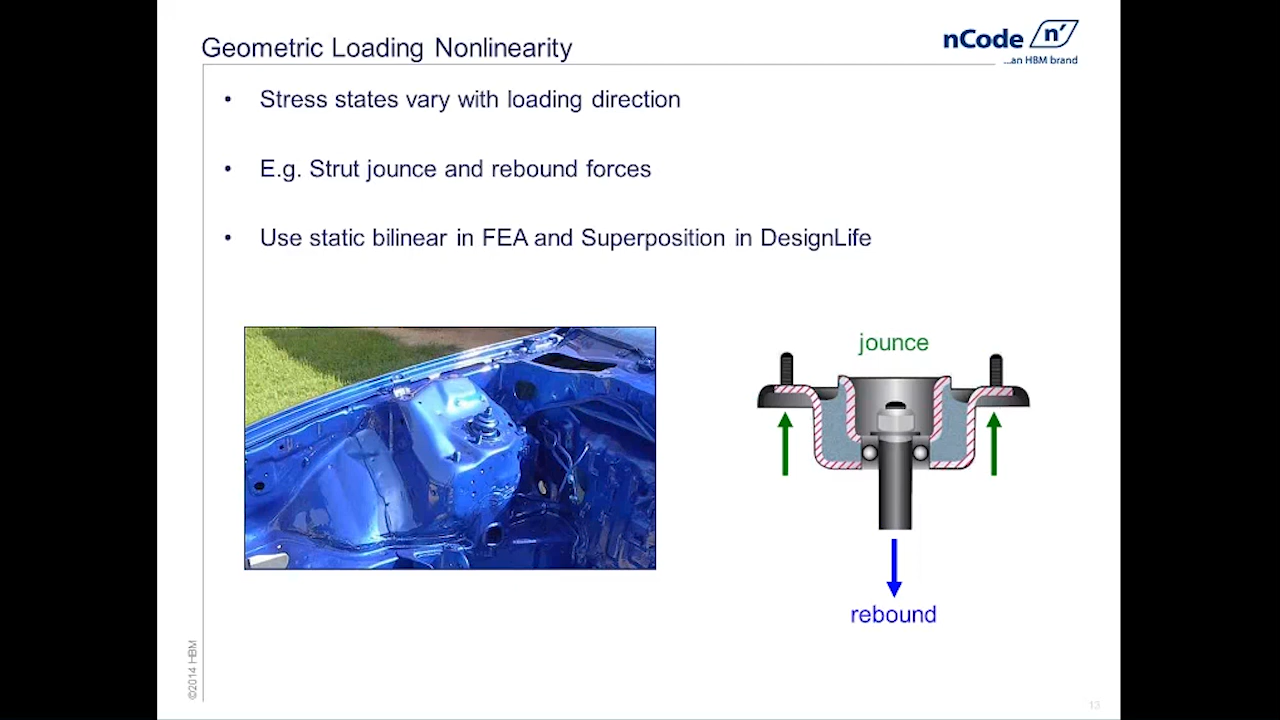 Geometric Loading Nonlinearity
nCode n'
...an HBM brand
• Stress states vary with loading direction
• E.g. Strut jounce and rebound forces
• Use static bilinear in FEA and Superposition in DesignLife
jounce
rebound
©2014 HBM
13